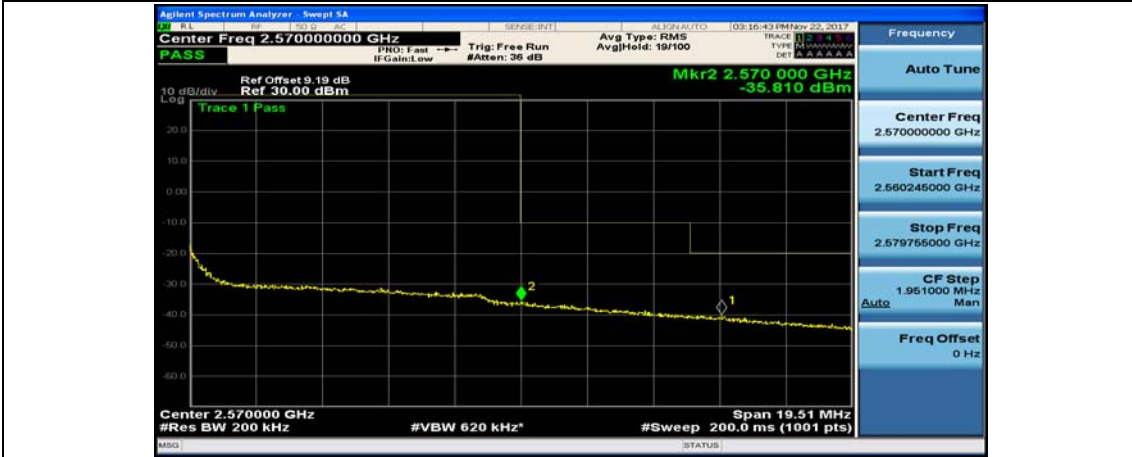 Agilent Spectrum Analyzer - Swept SA
RL RF 50 Ω AC SENSE:INT ALIGN AUTO 03:16:43 PM Nov 22, 2017
Center Freq 2.570000000 GHz
PASS
PNO: Fast
IFGain:Low
Trig: Free Run
#Atten: 36 dB
Avg Type: RMS
Avg|Hold: 19/100
TRACE 1 2 3 4 5 6
TYPE M
DET A A A A A A
Ref Offset 9.19 dB
10 dB/div Ref 30.00 dBm
Log
Mkr2 2.570 000 GHz
-35.810 dBm
Trace 1 Pass
20.0
10.0
0.00
-10.0
-20.0
-30.0
-40.0
-50.0
-60.0
2
1
Center 2.570000 GHz Span 19.51 MHz
#Res BW 200 kHz #VBW 620 kHz* #Sweep 200.0 ms (1001 pts)
MSG STATUS
Frequency
Auto Tune
Center Freq
2.570000000 GHz
Start Freq
2.560245000 GHz
Stop Freq
2.579755000 GHz
CF Step
1.951000 MHz
Auto Man
Freq Offset
0 Hz